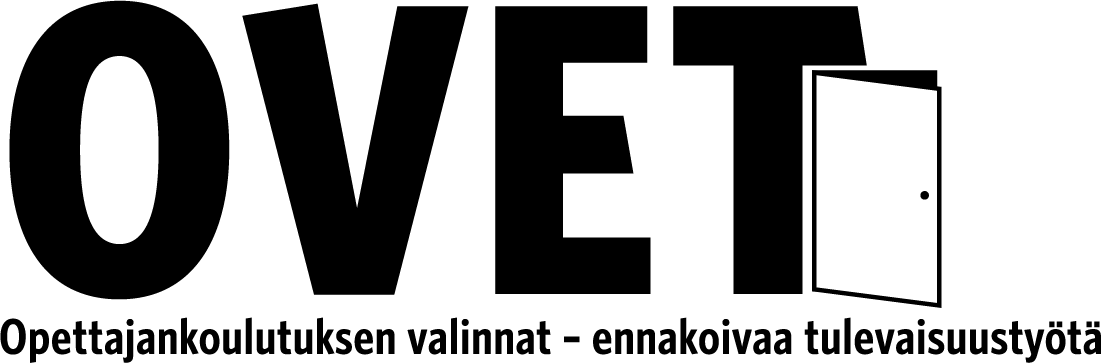 OVET
Opettajankoulutuksen valinnat – ennakoivaa tulevaisuustyötä